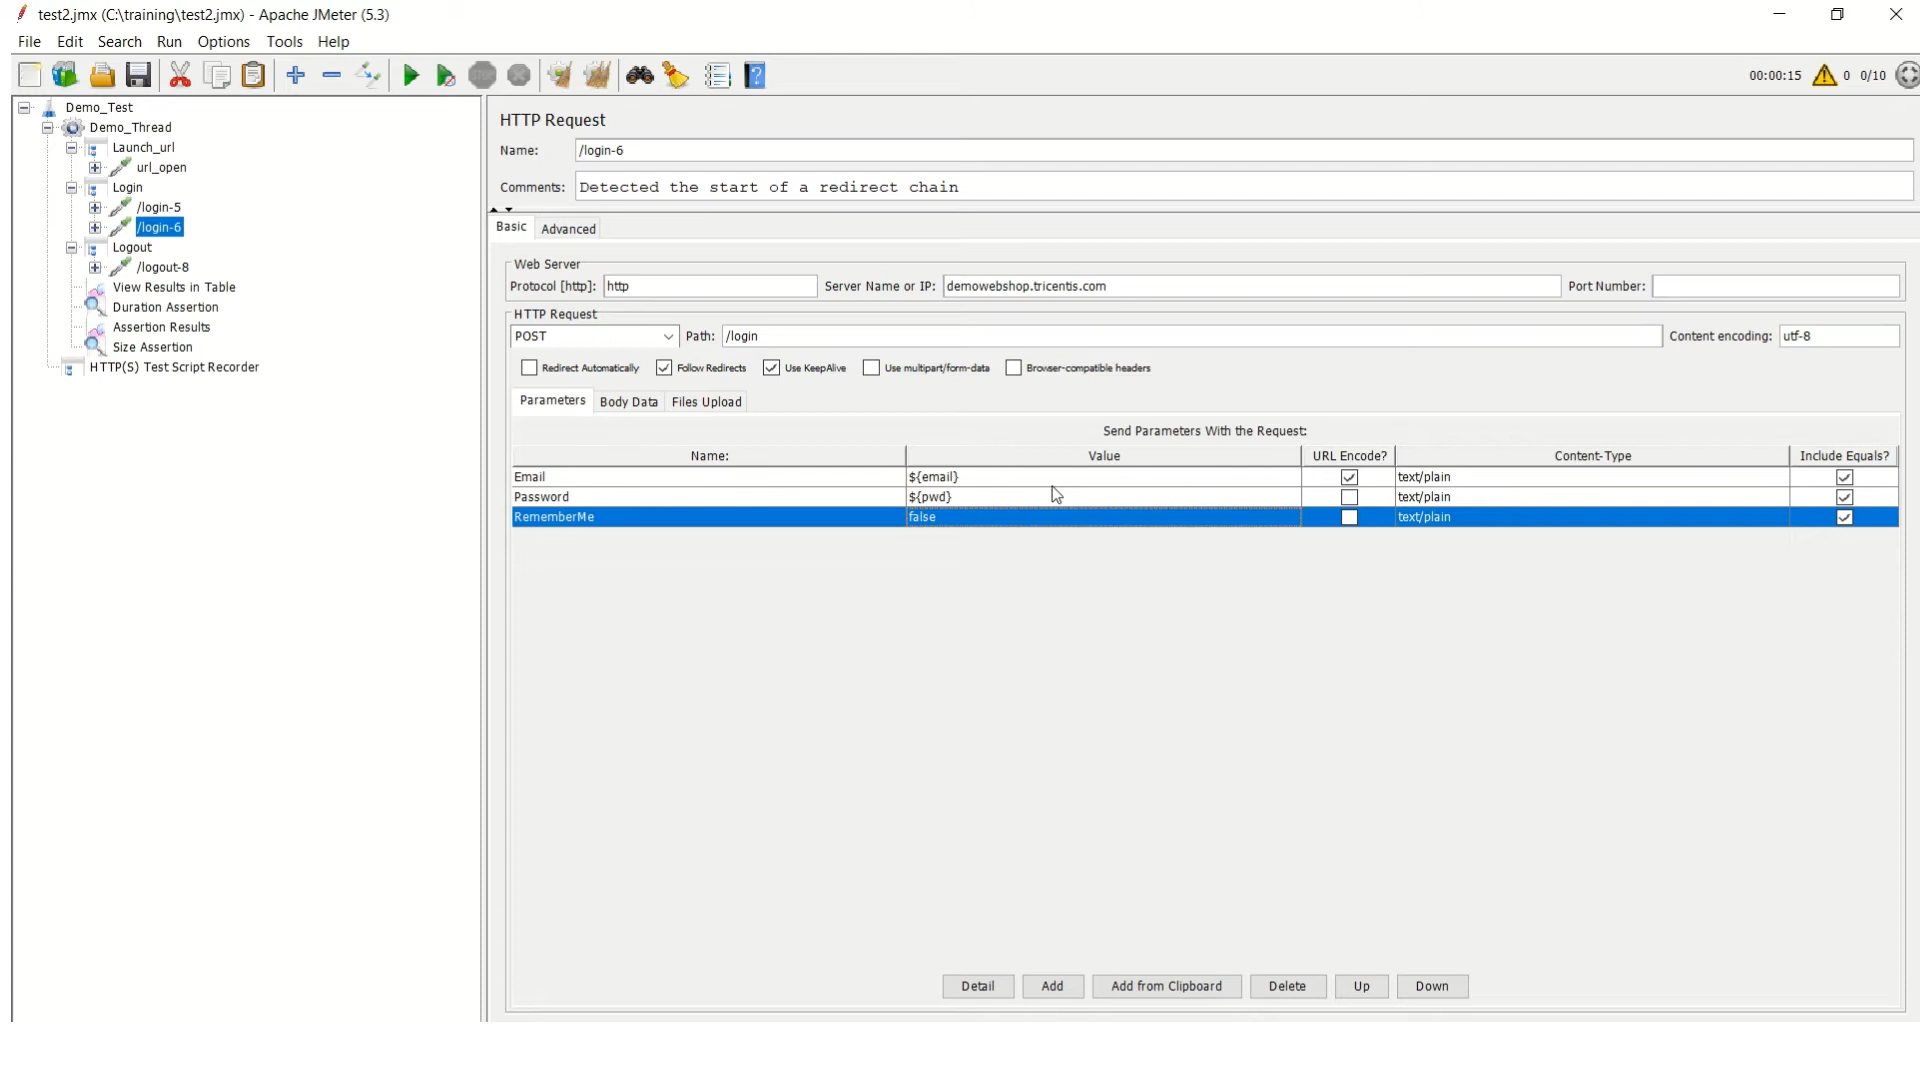 test2.jmx (C:\training\test2.jmx) - Apache JMeter (5.3)
File Edit Search Run Options Tools Help
STOP
00:00:15 0 0/10
Demo_Test
Demo_Thread
Launch_url
url_open
Login
/login-5
/login-6
Logout
/logout-8
View Results in Table
Duration Assertion
Assertion Results
Size Assertion
HTTP(S) Test Script Recorder
HTTP Request
Name: /login-6
Comments: Detected the start of a redirect chain
Basic Advanced
Web Server
Protocol [http]: http Server Name or IP: demowebshop.tricentis.com Port Number:
HTTP Request
POST Path: /login Content encoding: utf-8
Redirect Automatically Follow Redirects Use KeepAlive Use multipart/form-data Browser-compatible headers
Parameters Body Data Files Upload
Send Parameters With the Request:
Name: Value URL Encode? Content-Type Include Equals?
Email ${email} text/plain
Password ${pwd} text/plain
RememberMe false text/plain
Detail Add Add from Clipboard Delete Up Down